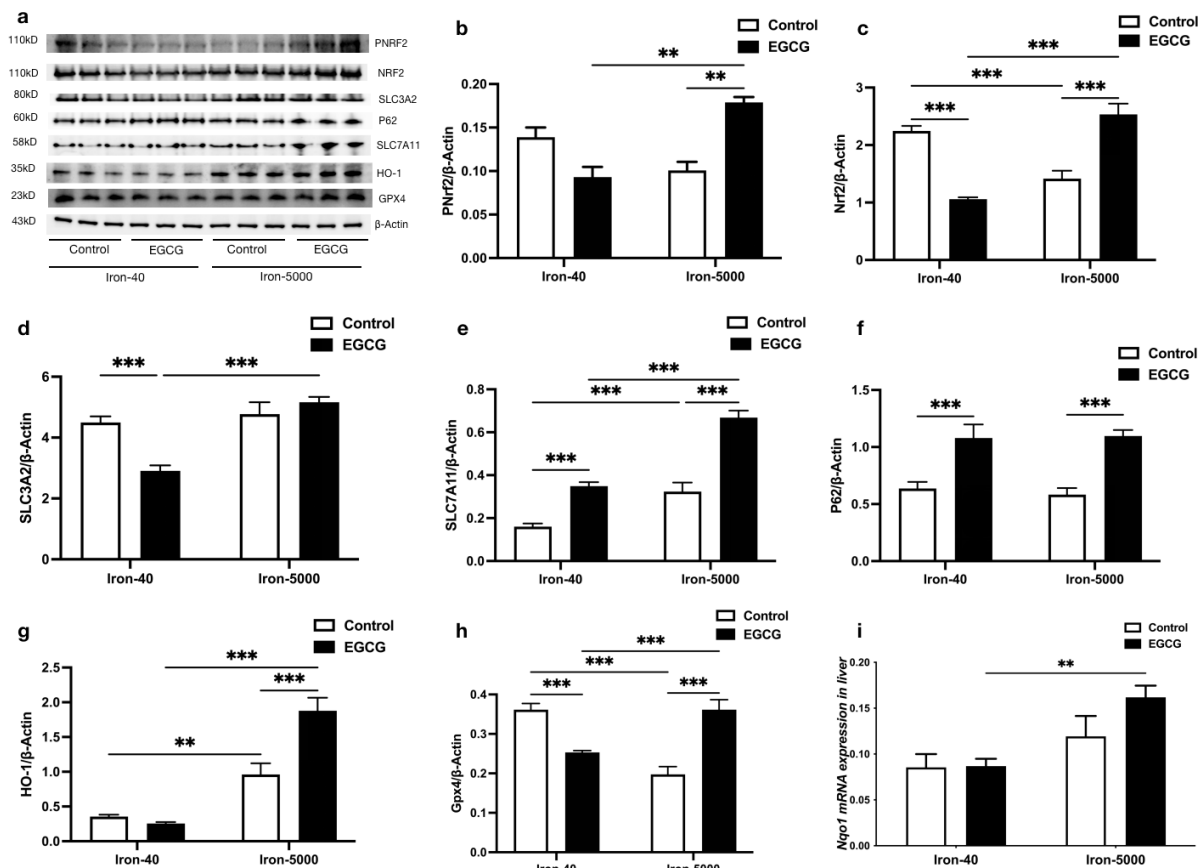 a
110kD PNRF2
110kD NRF2
80kD SLC3A2
60kD P62
58kD SLC7A11
35kD HO-1
23kD GPX4
43kD β-Actin
Control EGCG Control EGCG
Iron-40 Iron-5000
b
Control
EGCG
**
**
PNrf2/β-Actin
0.20
0.15
0.10
0.05
0.00
Iron-40 Iron-5000
c
Control
EGCG
***
*** ***
***
Nrf2/β-Actin
3
2
1
0
Iron-40 Iron-5000
d
Control
EGCG
*** ***
SLC3A2/β-Actin
6
4
2
0
Iron-40 Iron-5000
e
Control
EGCG
***
*** ***
***
SLC7A11/β-Actin
0.8
0.6
0.4
0.2
0.0
Iron-40 Iron-5000
f
Control
EGCG
*** ***
P62/β-Actin
1.5
1.0
0.5
0.0
Iron-40 Iron-5000
g
Control
EGCG
***
***
**
HO-1/β-Actin
2.5
2.0
1.5
1.0
0.5
0.0
Iron-40 Iron-5000
h
Control
EGCG
***
***
*** ***
Gpx4/β-Actin
0.4
0.3
0.2
0.1
0.0
Iron-40 Iron-5000
i
Control
EGCG
**
Nqo1 mRNA expression in liver
0.20
0.15
0.10
0.05
0.00
Iron-40 Iron-5000